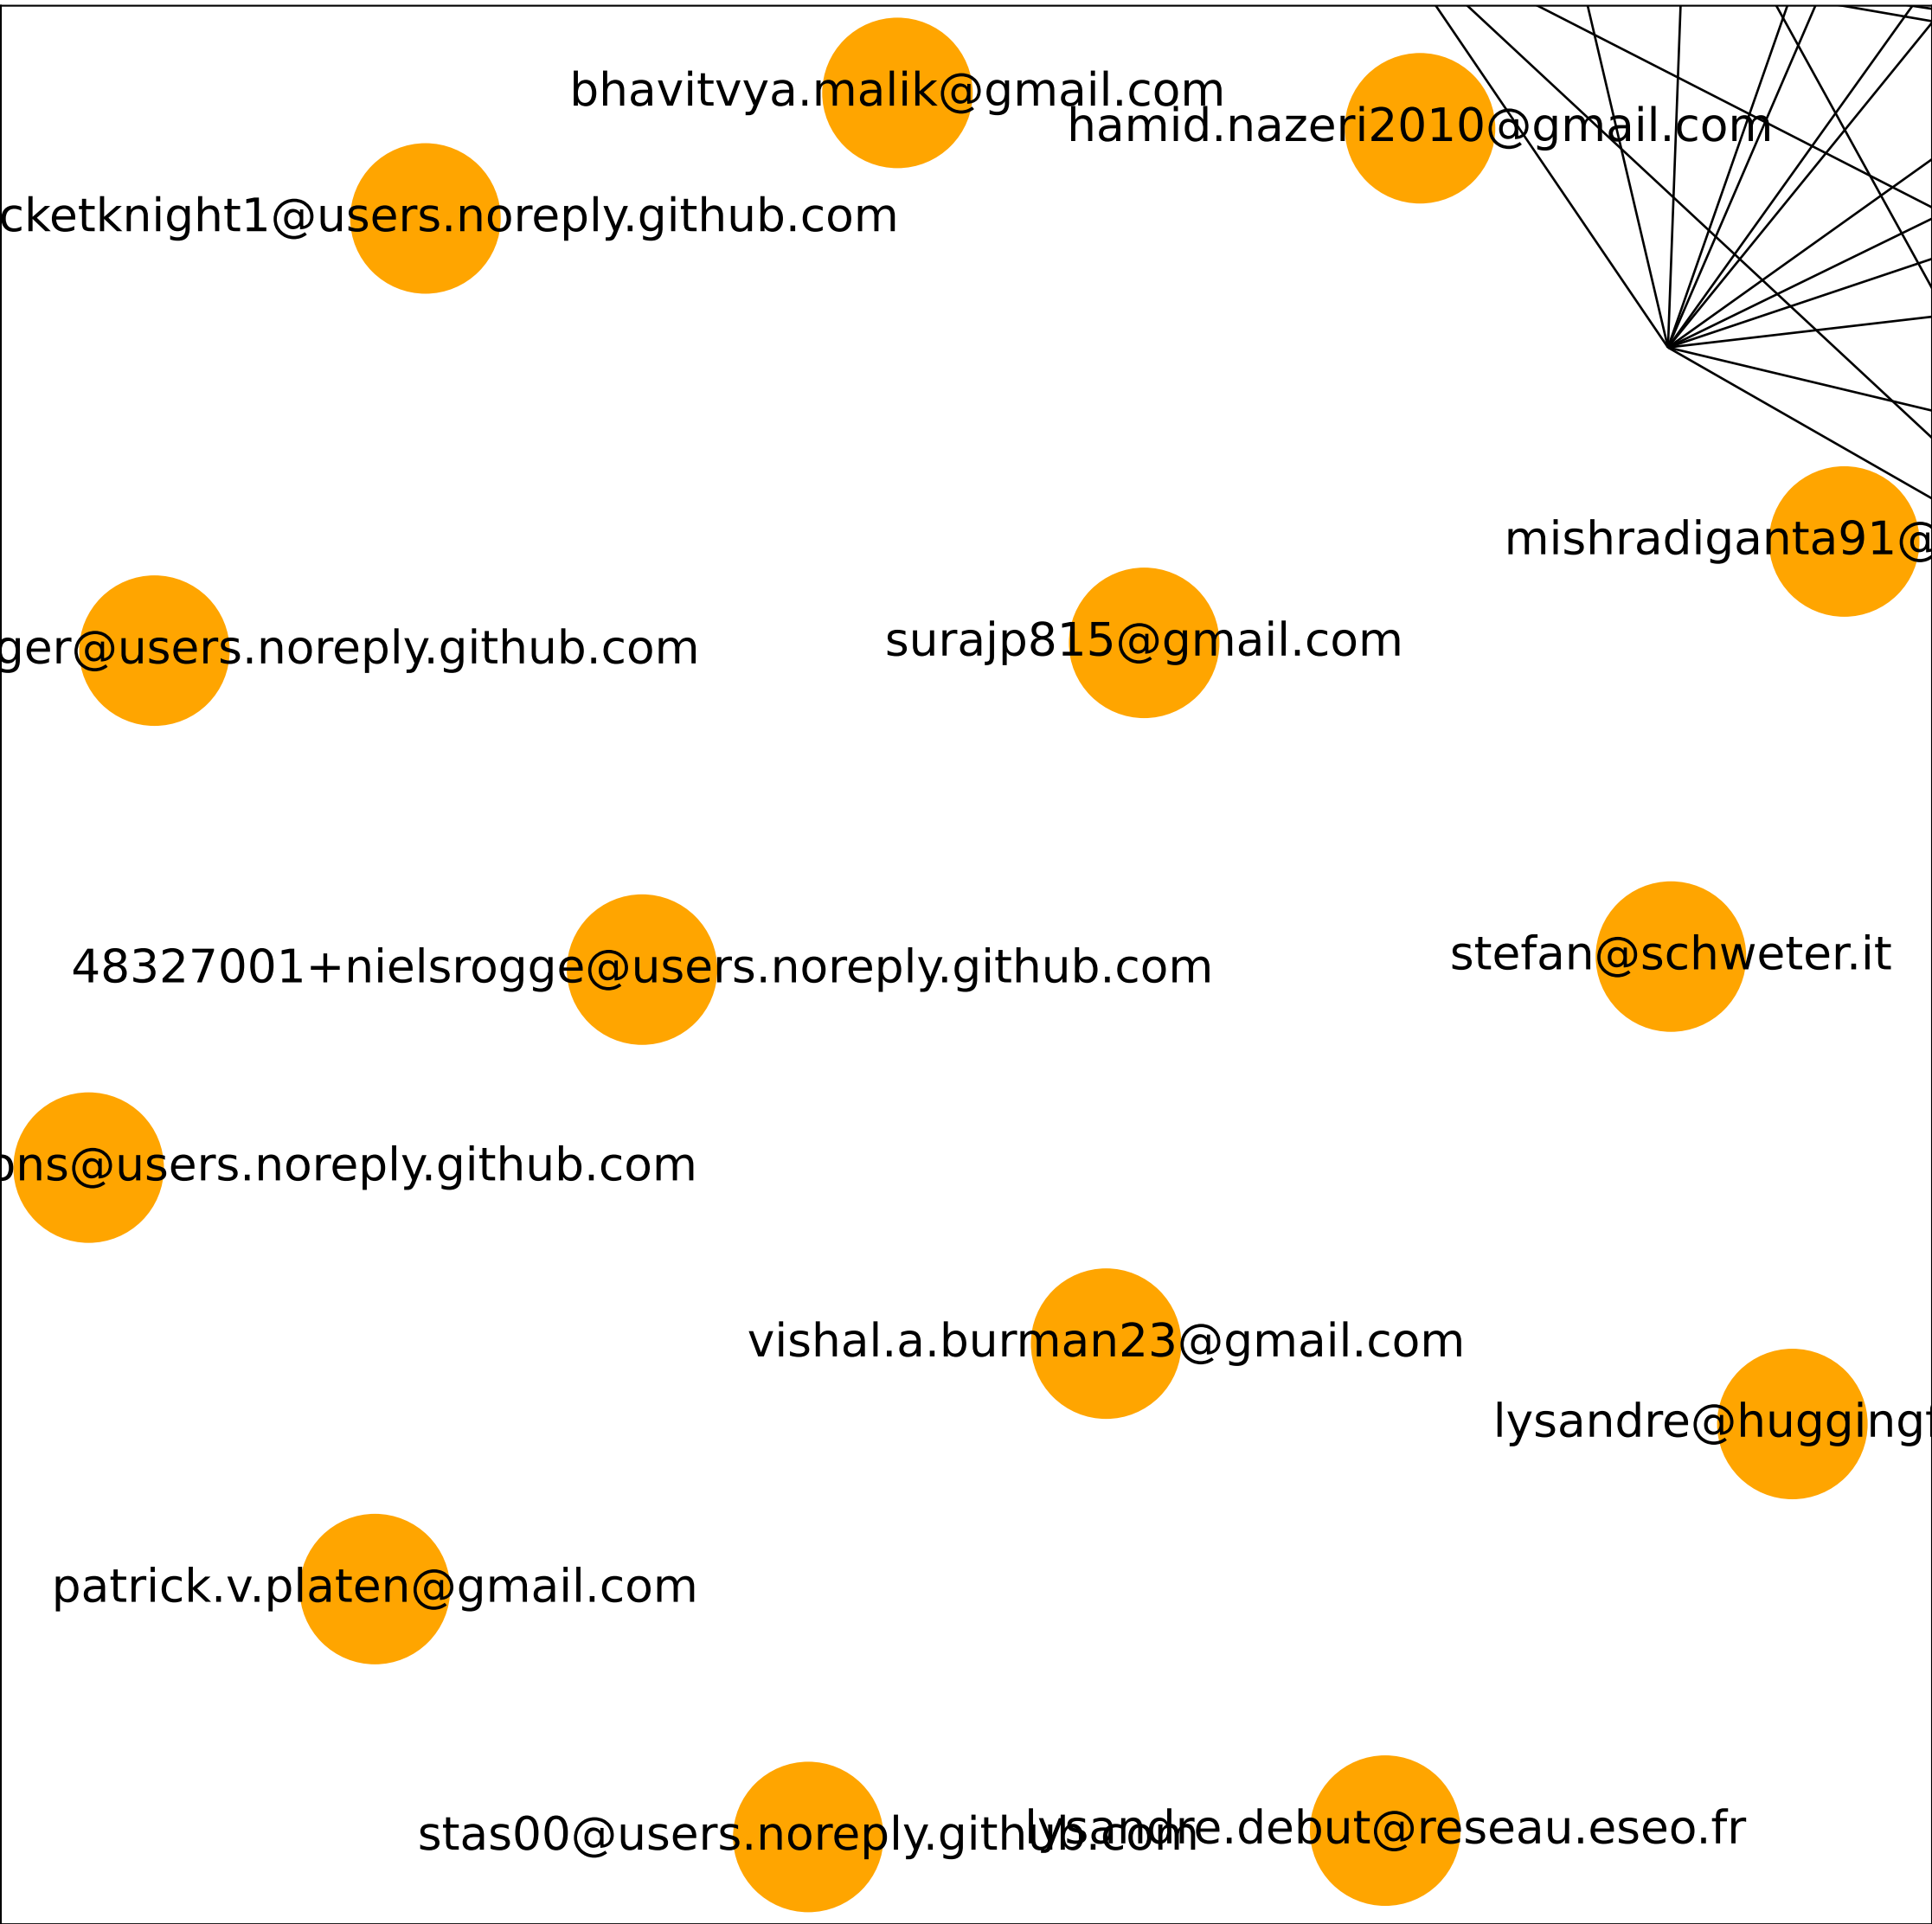 bhavitvya.malik@gmail.com
hamid.nazeri2010@gmail.com
cketknight1@users.noreply.github.com
mishradiganta91@
surajp815@gmail.com
ger@users.noreply.github.com
stefan@schweter.it
48327001+nielsrogge@users.noreply.github.com
ons@users.noreply.github.com
vishal.a.burman23@gmail.com
lysandre@huggingf
patrick.v.platen@gmail.com
lysandre.debut@reseau.eseo.fr
stas00@users.noreply.github.com